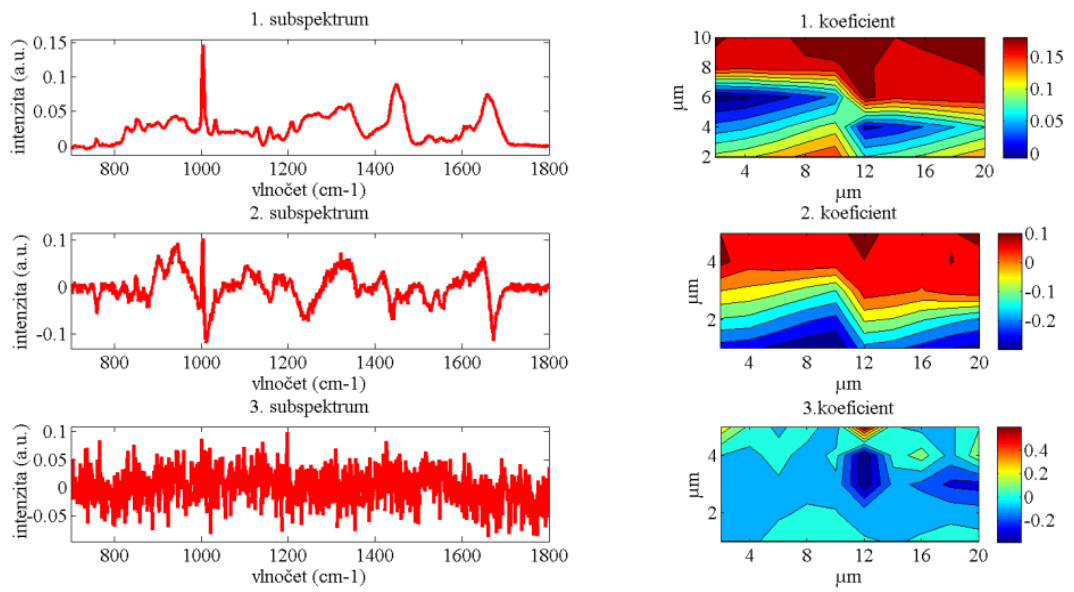 1. subspektrum
intenzita (a.u.)
0.15
0.1
0.05
0
800 1000 1200 1400 1600 1800
vlnočet (cm-1)
1. koeficient
µm
10
8
6
4
2
4 8 12 16 20
µm
0.15
0.1
0.05
0
2. subspektrum
intenzita (a.u.)
0.1
0
-0.1
800 1000 1200 1400 1600 1800
vlnočet (cm-1)
2. koeficient
µm
4
2
4 8 12 16 20
µm
0.1
0
-0.1
-0.2
3. subspektrum
intenzita (a.u.)
0.1
0.05
0
-0.05
800 1000 1200 1400 1600 1800
vlnočet (cm-1)
3.koeficient
µm
4
2
4 8 12 16 20
µm
0.4
0.2
0
-0.2